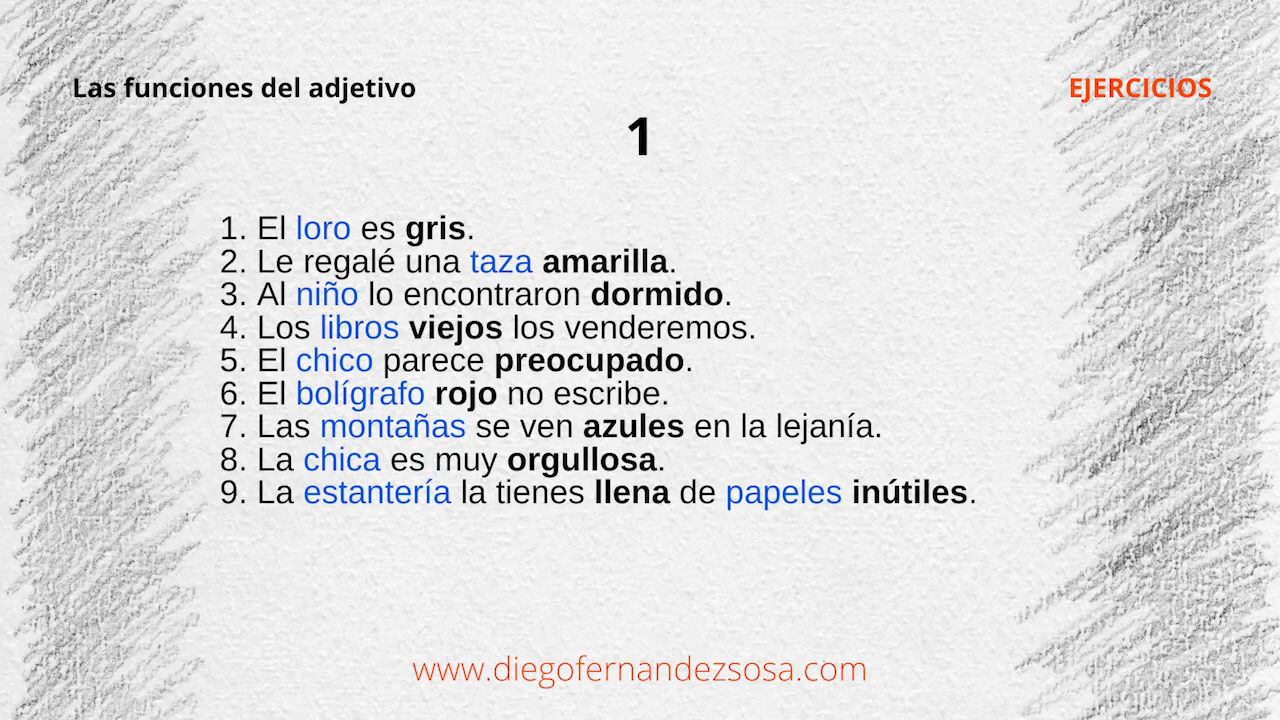 Las funciones del adjetivo
EJERCICIOS
1
1. El loro es gris.
2. Le regalé una taza amarilla.
3. Al niño lo encontraron dormido.
4. Los libros viejos los venderemos.
5. El chico parece preocupado.
6. El bolígrafo rojo no escribe.
7. Las montañas se ven azules en la lejanía.
8. La chica es muy orgullosa.
9. La estantería la tienes llena de papeles inútiles.
www.diegofernandezsosa.com